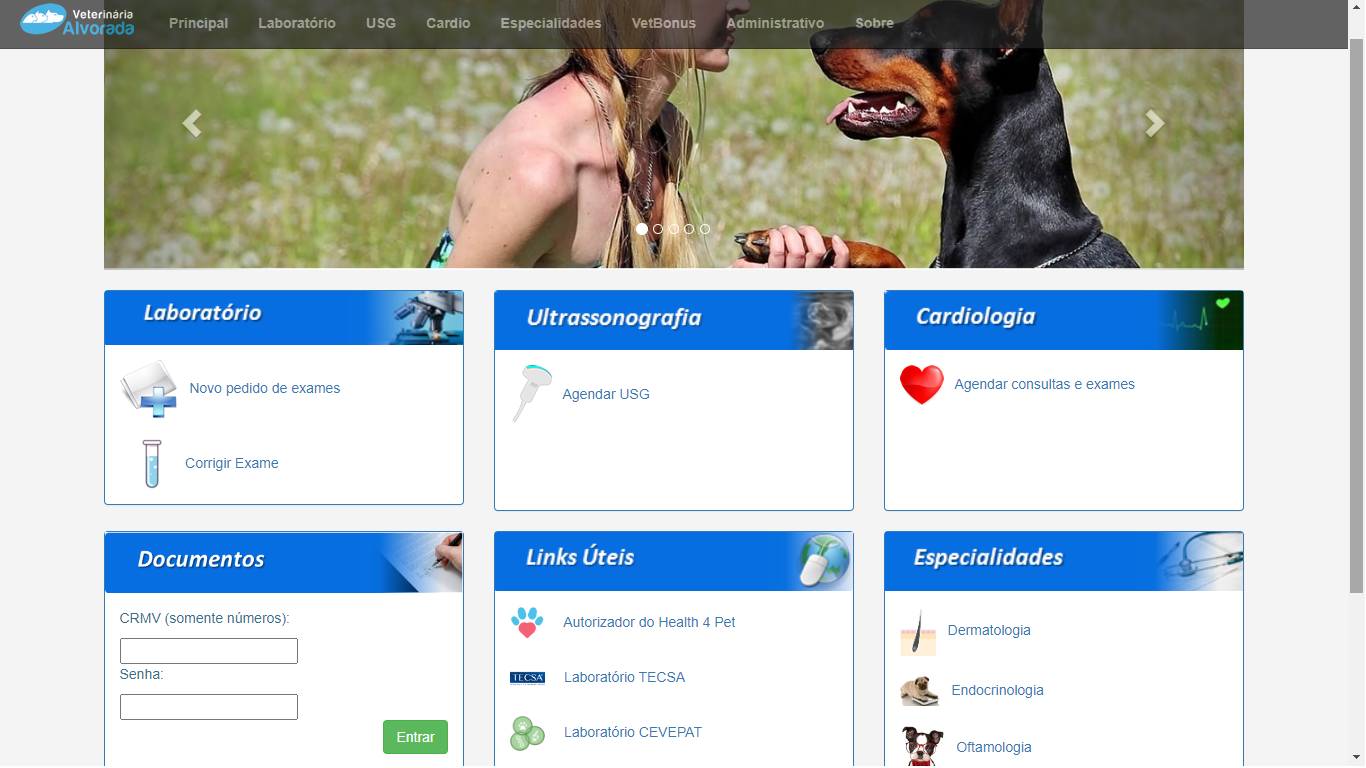 Veterinária
Alvorada
Principal Laboratório USG Cardio Especialidades VetBonus Administrativo Sobre
Laboratório
Novo pedido de exames
Corrigir Exame
Ultrassonografia
Agendar USG
Cardiologia
Agendar consultas e exames
Documentos
CRMV (somente números):
Senha:
Entrar
Links Úteis
Autorizador do Health 4 Pet
TECSA
Laboratório TECSA
Laboratório CEVEPAT
Especialidades
Dermatologia
Endocrinologia
Oftamologia